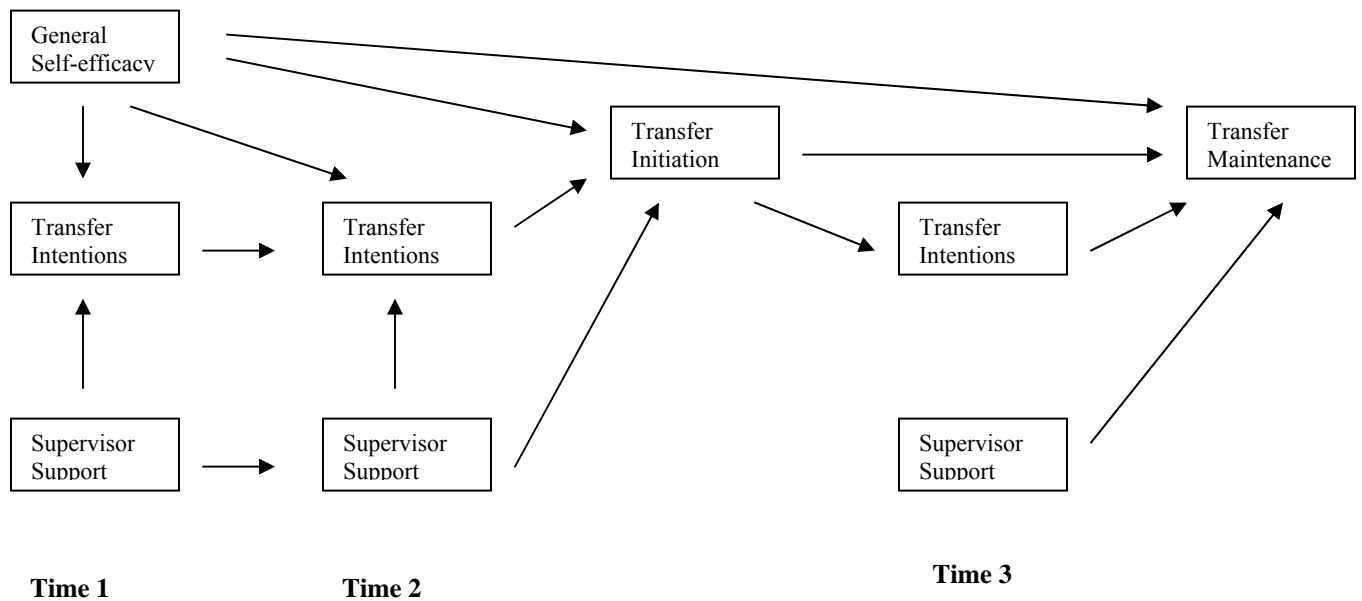 General
Self-efficacy
Transfer
Initiation
Transfer
Maintenance
Transfer
Intentions
Transfer
Intentions
Transfer
Intentions
Supervisor
Support
Supervisor
Support
Supervisor
Support
Time 1
Time 2
Time 3